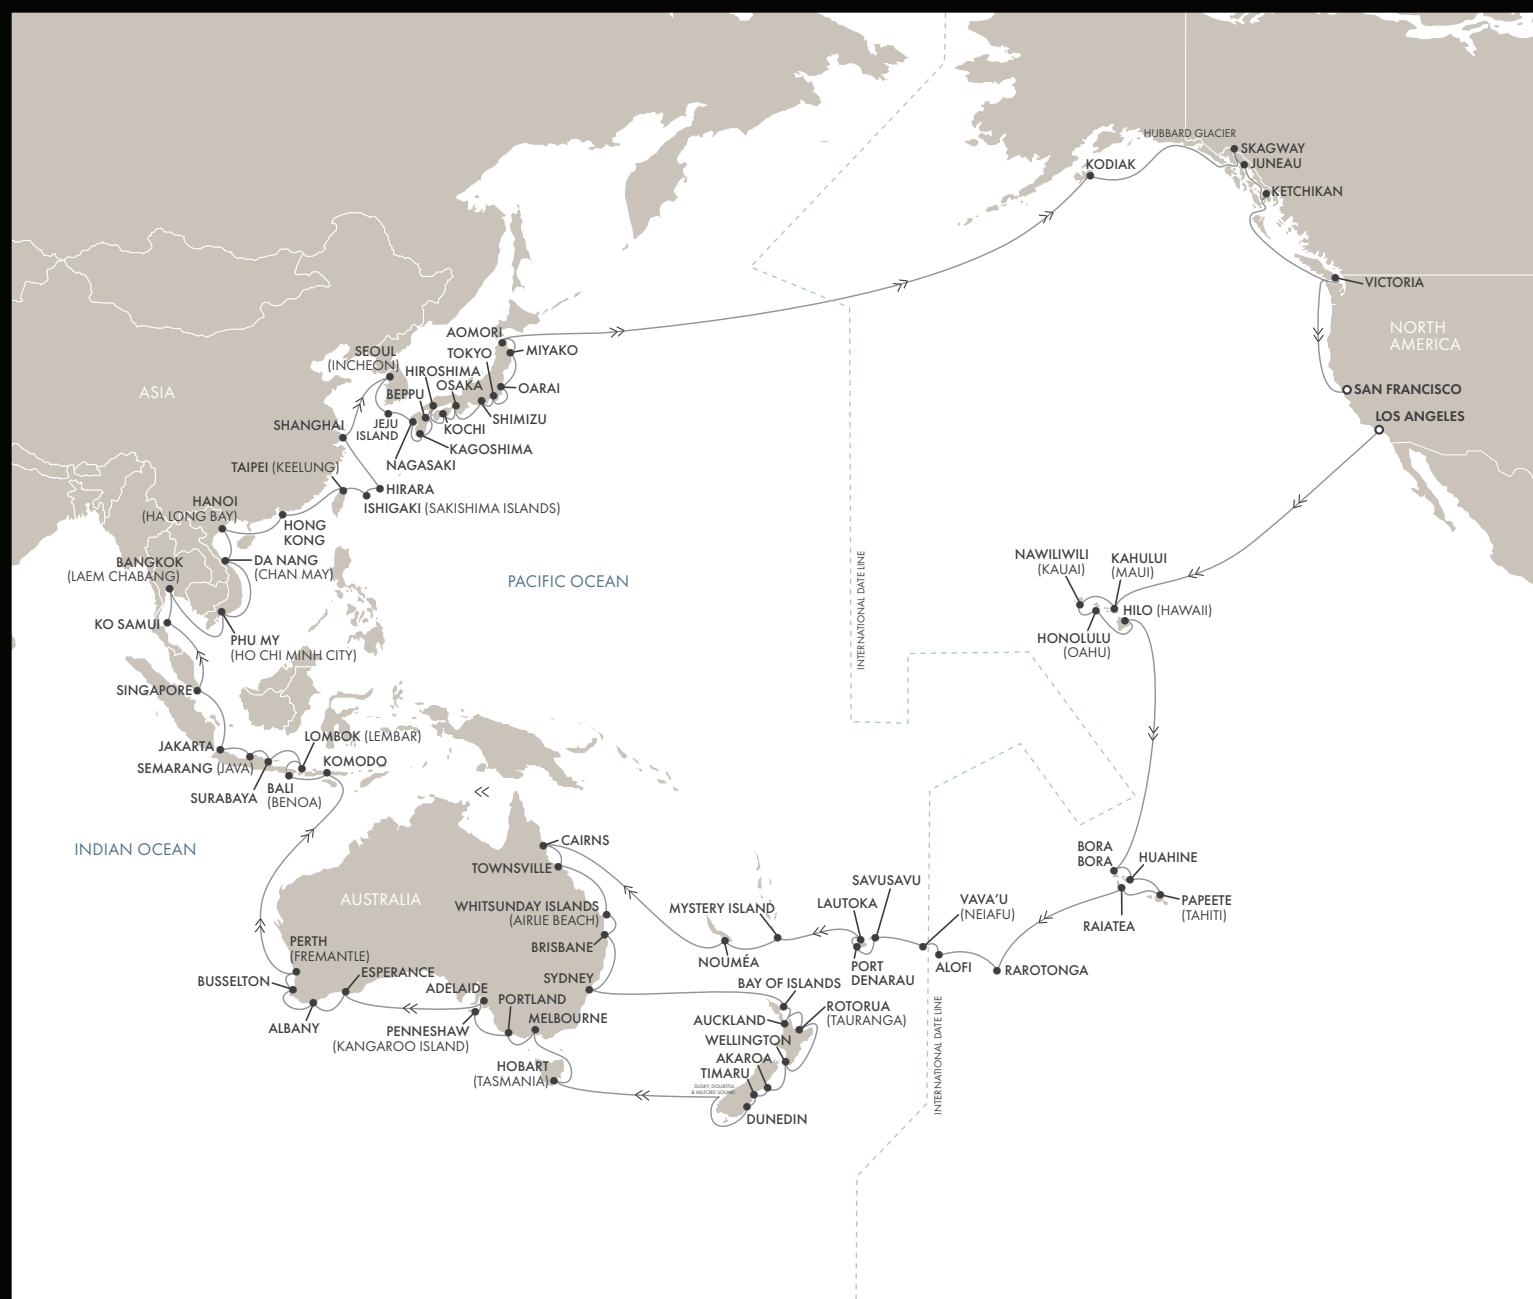 HUBBARD GLACIER
SKAGWAY
JUNEAU
KODIAK
KETCHIKAN
VICTORIA
NORTH
AMERICA
SAN FRANCISCO
LOS ANGELES
AOMORI
MIYAKO
TOKYO
SEOUL
(INCHEON)
HIROSHIMA
OSAKA
OARAI
BEPPU
ASIA
SHIMIZU
SHANGHAI
JEJU
ISLAND
KOCHI
KAGOSHIMA
NAGASAKI
TAIPEI (KEELUNG)
HIRARA
ISHIGAKI (SAKISHIMA ISLANDS)
HANOI
(HA LONG BAY)
HONG
KONG
BANGKOK
(LAEM CHABANG)
DA NANG
(CHAN MAY)
PACIFIC OCEAN
INTERNATIONAL DATE LINE
NAWILIWILI
(KAUAI)
KAHULUI
(MAUI)
HILO (HAWAII)
HONOLULU
(OAHU)
KO SAMUI
PHU MY
(HO CHI MINH CITY)
SINGAPORE
JAKARTA
LOMBOK (LEMBAR)
SEMARANG (JAVA)
KOMODO
SURABAYA
BALI
(BENOA)
INDIAN OCEAN
CAIRNS
TOWNSVILLE
AUSTRALIA
WHITSUNDAY ISLANDS
(AIRLIE BEACH)
BRISBANE
MYSTERY ISLAND
NOUMÉA
LAUTOKA
SAVUSAVU
PORT
DENARAU
VAVA'U
(NEIAFU)
ALOFI
RAROTONGA
BORA
BORA
HUAHINE
PAPEETE
(TAHITI)
RAIATEA
PERTH
(FREMANTLE)
BUSSELTON
ESPERANCE
ALBANY
ADELAIDE
PORTLAND
SYDNEY
MELBOURNE
PENNESHAW
(KANGAROO ISLAND)
HOBART
(TASMANIA)
BAY OF ISLANDS
ROTORUA
(TAURANGA)
AUCKLAND
WELLINGTON
AKAROA
TIMARU
DUSKY, DOUBTFUL
& MILFORD SOUND
DUNEDIN
INTERNATIONAL DATE LINE